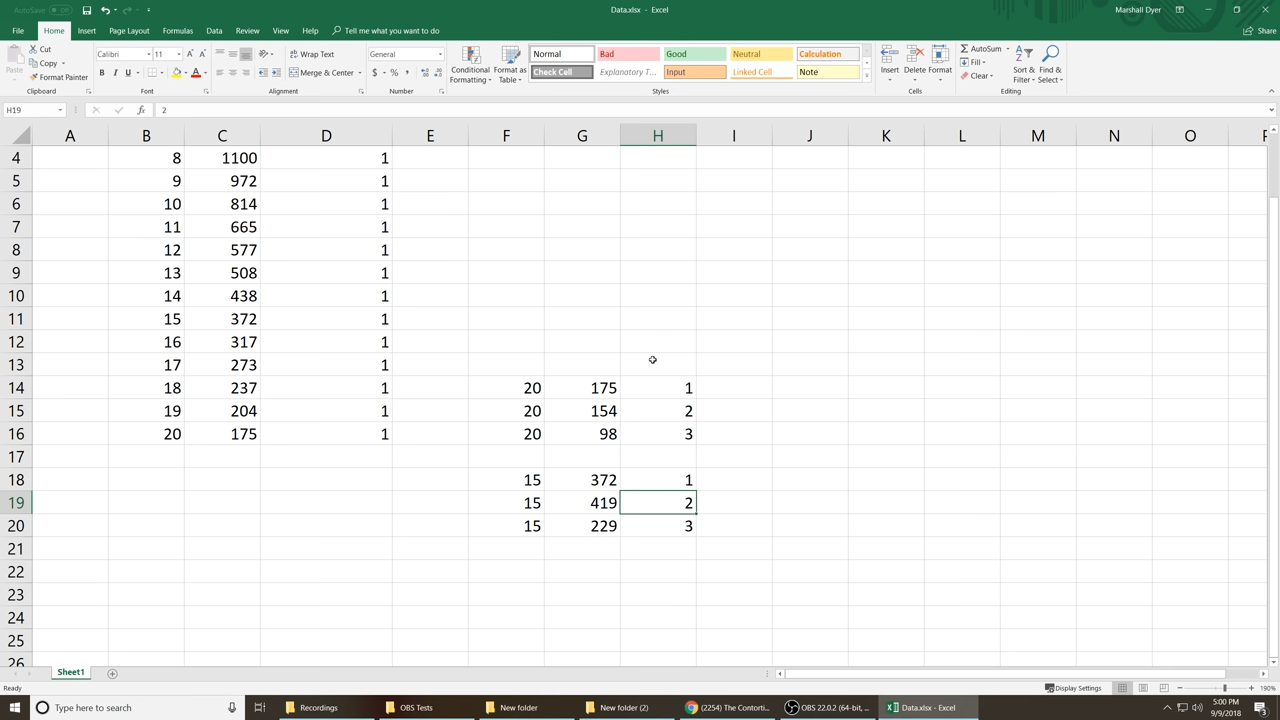 AutoSave Off
Data.xlsx - Excel
Marshall Dyer
File Home Insert Page Layout Formulas Data Review View Help Tell me what you want to do Share
Paste
Cut
Copy
Format Painter
Clipboard
Calibri 11
B I U
Font
Wrap Text
Merge & Center
Alignment
General
$ % ,
Number
Conditional Formatting
Format as Table
Normal Bad Good Neutral Calculation
Check Cell Explanatory T... Input Linked Cell Note
Styles
Insert Delete Format
Cells
AutoSum
Fill
Clear
Sort & Filter
Find & Select
Editing
H19 fx 2
A B C D E F G H I J K L M N O P
4 8 1100 1
5 9 972 1
6 10 814 1
7 11 665 1
8 12 577 1
9 13 508 1
10 14 438 1
11 15 372 1
12 16 317 1
13 17 273 1
14 18 237 1 20 175 1
15 19 204 1 20 154 2
16 20 175 1 20 98 3
17
18 15 372 1
19 15 419 2
20 15 229 3
21
22
23
24
25
26
Sheet1
Ready Display Settings 190%
Type here to search Recordings OBS Tests New folder New folder (2) (2254) The Contorti... OBS 22.0.2 (64-bit, ... Data.xlsx - Excel 5:00 PM
9/9/2018 3